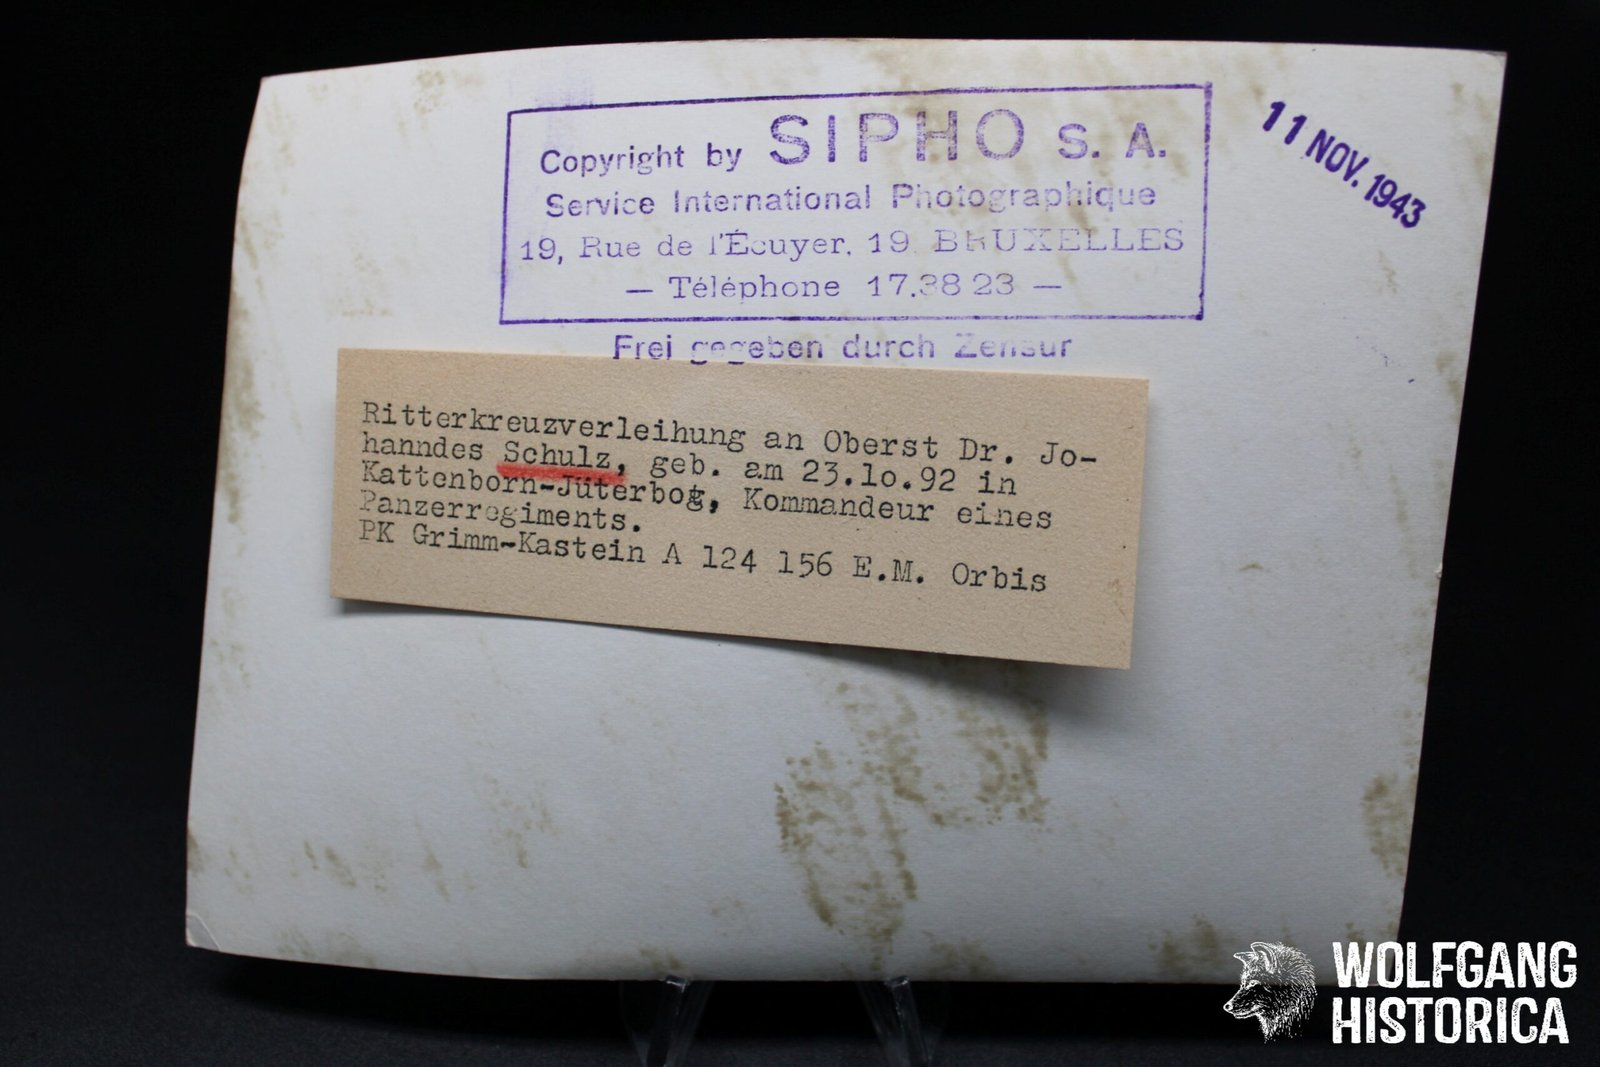 Copyright by SIPHO S. A.
Service International Photographique
19, Rue de l'Écuyer, 19 BRUXELLES
— Téléphone 17.38 23 —
Frei gegeben durch Zensur
11 NOV. 1943
Ritterkreuzverleihung an Oberst Dr. Jo-
hanndes Schulz, geb. am 23.10.92 in
Kattenborn-Jüterbog, Kommandeur eines
Panzerregiments.
PK Grimm-Kastein A 124 156 E.M. Orbis
WOLFGANG
HISTORICA